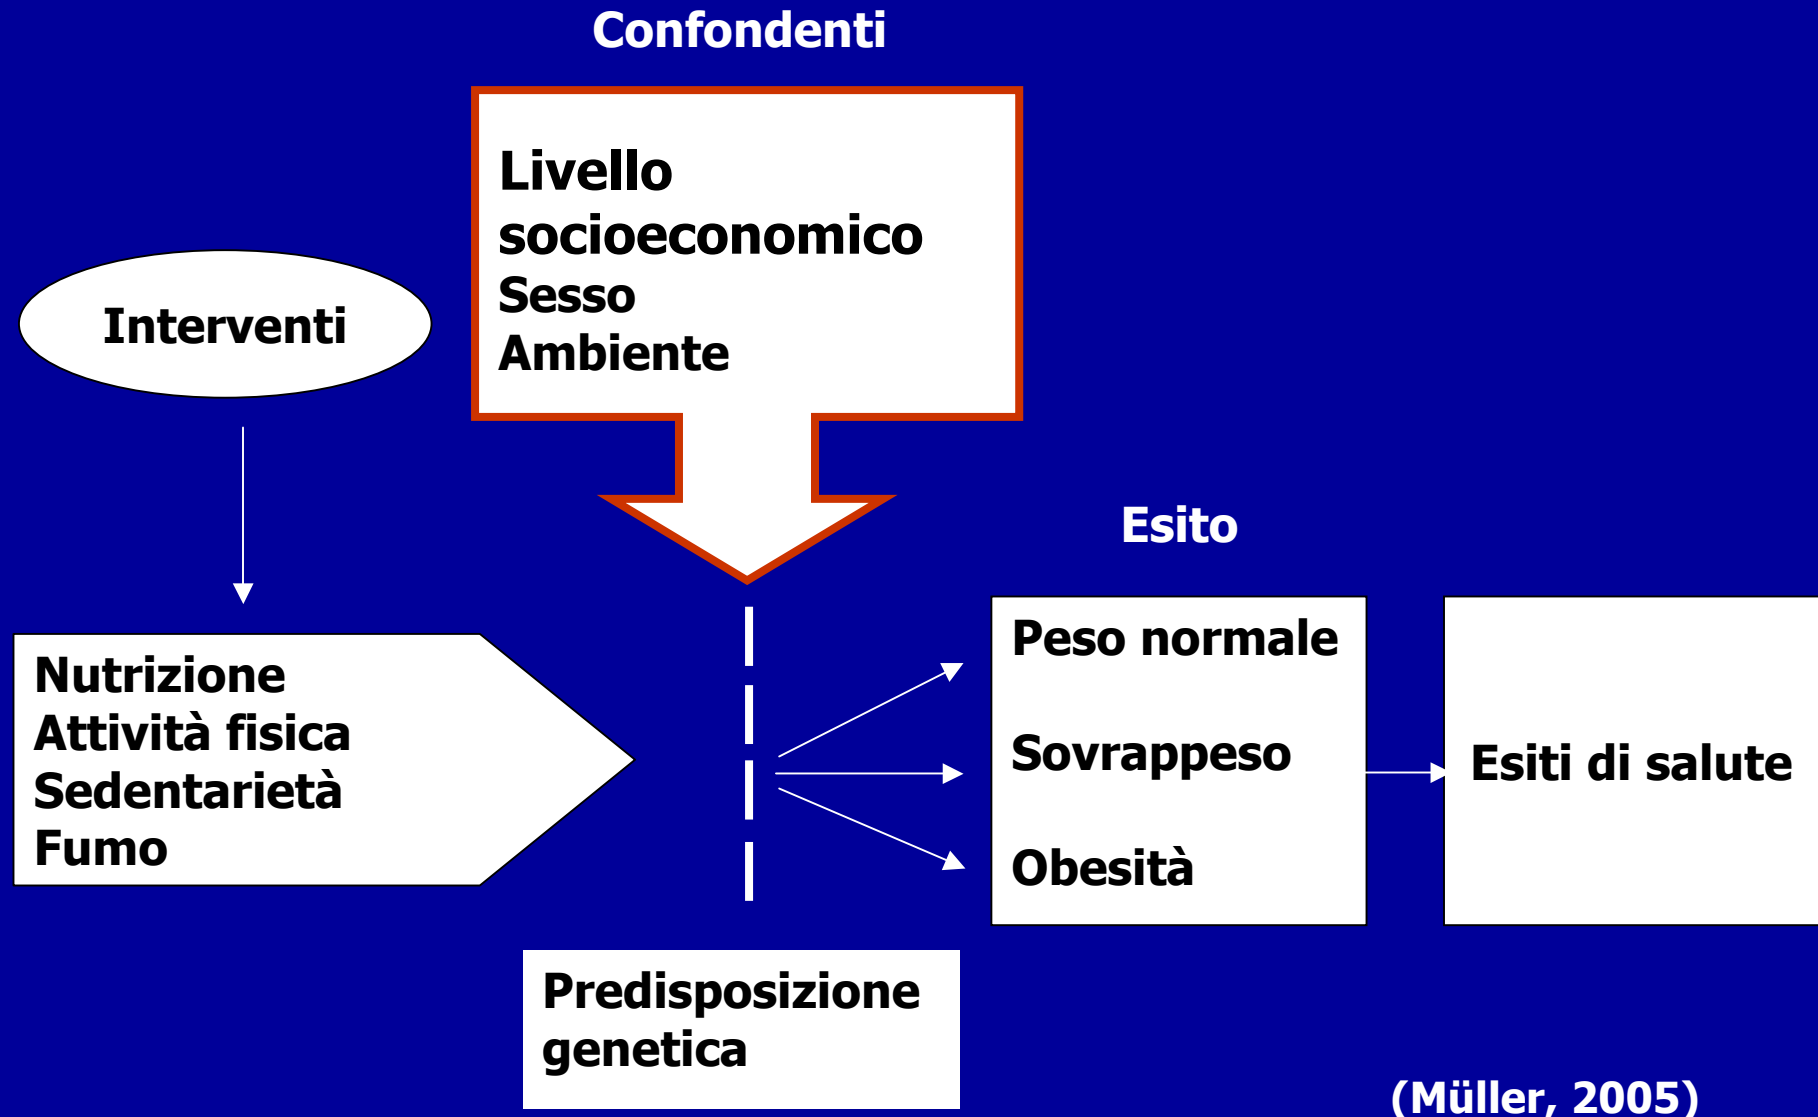 Confondenti
Livello
socioeconomico
Sesso
Ambiente
Interventi
Esito
Nutrizione
Attività fisica
Sedentarietà
Fumo
Peso normale
Sovrappeso
Obesità
Esiti di salute
Predisposizione
genetica
(Müller, 2005)